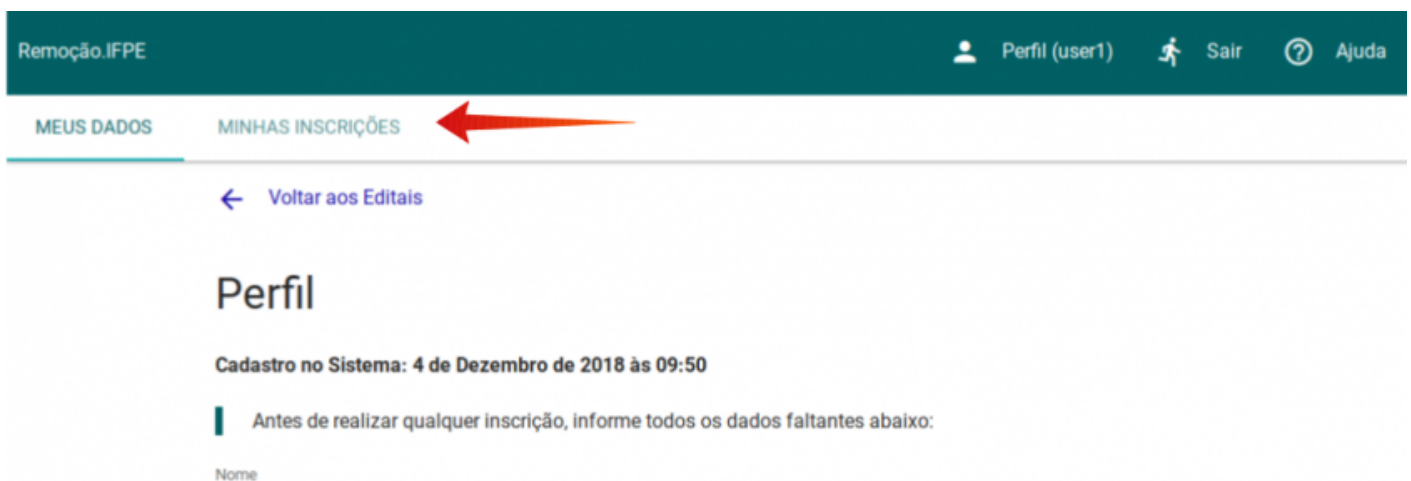 Remoção.IFPE Perfil (user1) Sair Ajuda
MEUS DADOS MINHAS INSCRIÇÕES
Voltar aos Editais
Perfil
Cadastro no Sistema: 4 de Dezembro de 2018 às 09:50
Antes de realizar qualquer inscrição, informe todos os dados faltantes abaixo:
Nome